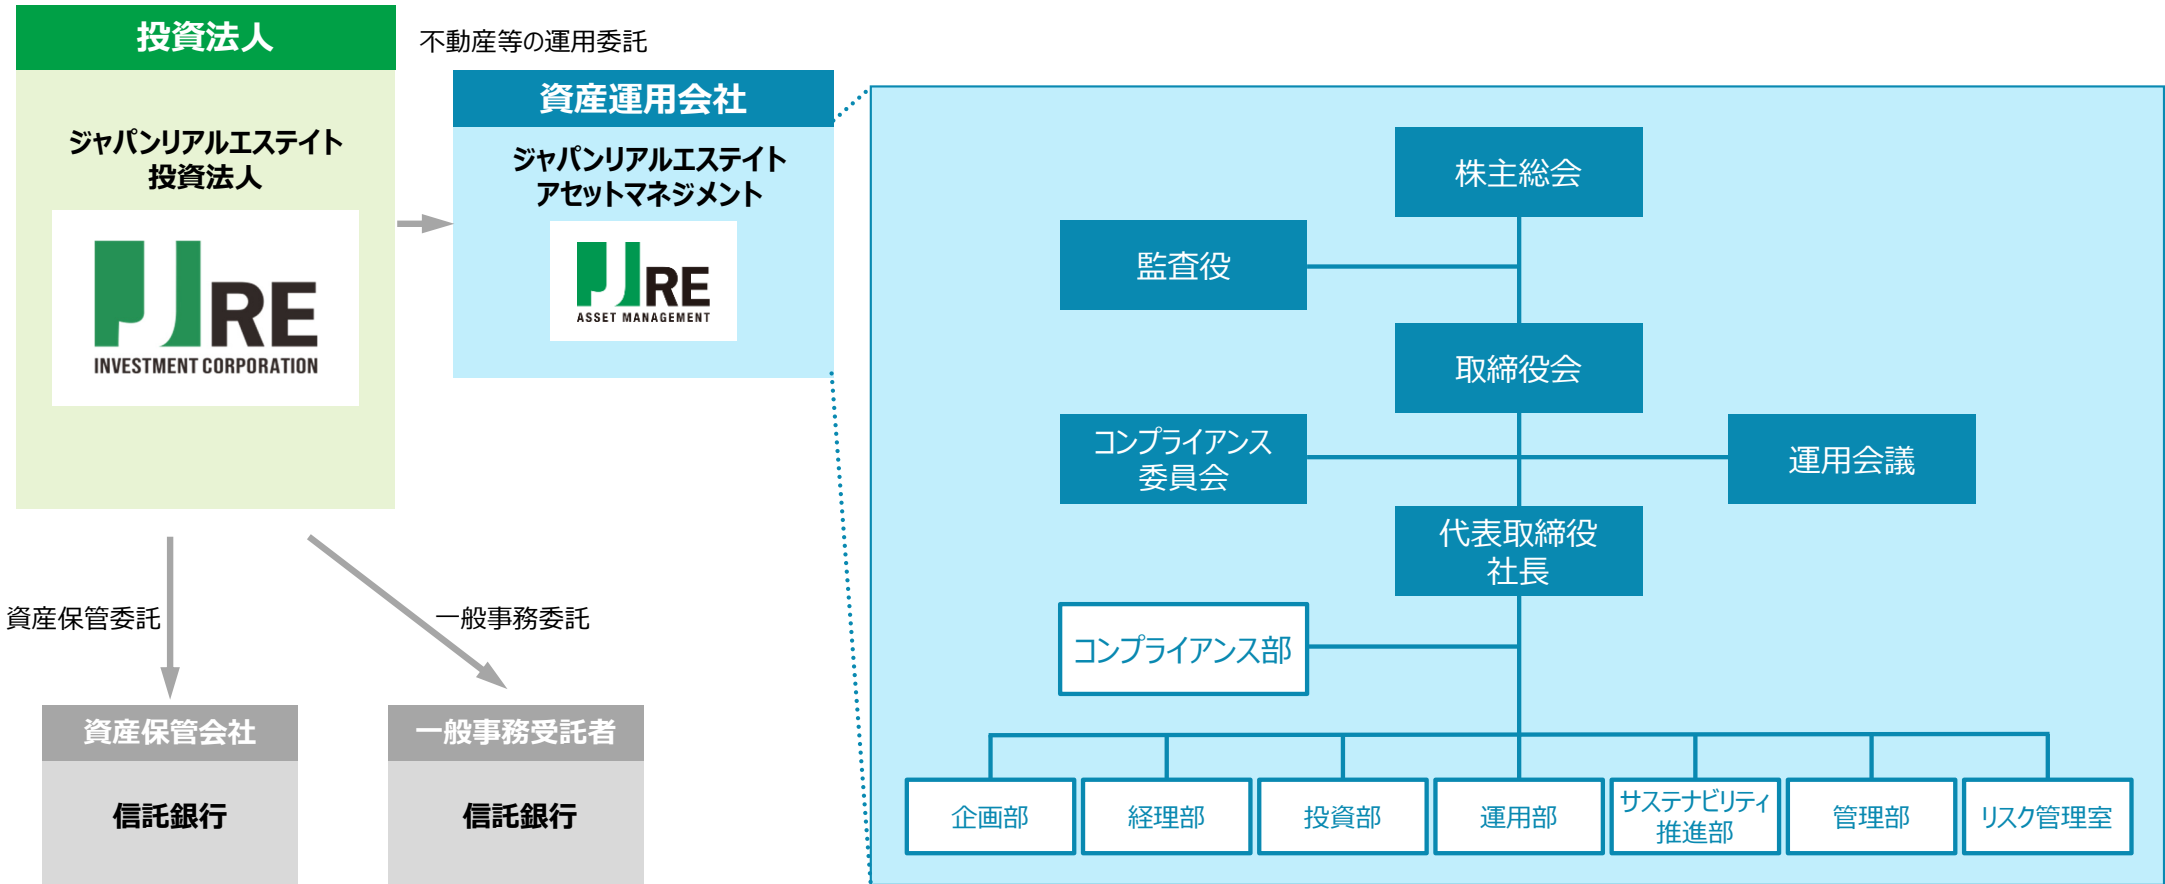 投資法人
ジャパンリアルエステイト
投資法人
JRE
INVESTMENT CORPORATION
不動産等の運用委託
資産運用会社
ジャパンリアルエステイト
アセットマネジメント
JRE
ASSET MANAGEMENT
資産保管委託
一般事務委託
資産保管会社
信託銀行
一般事務受託者
信託銀行
株主総会
監査役
取締役会
コンプライアンス
委員会
運用会議
代表取締役
社長
コンプライアンス部
企画部
経理部
投資部
運用部
サステナビリティ
推進部
管理部
リスク管理室